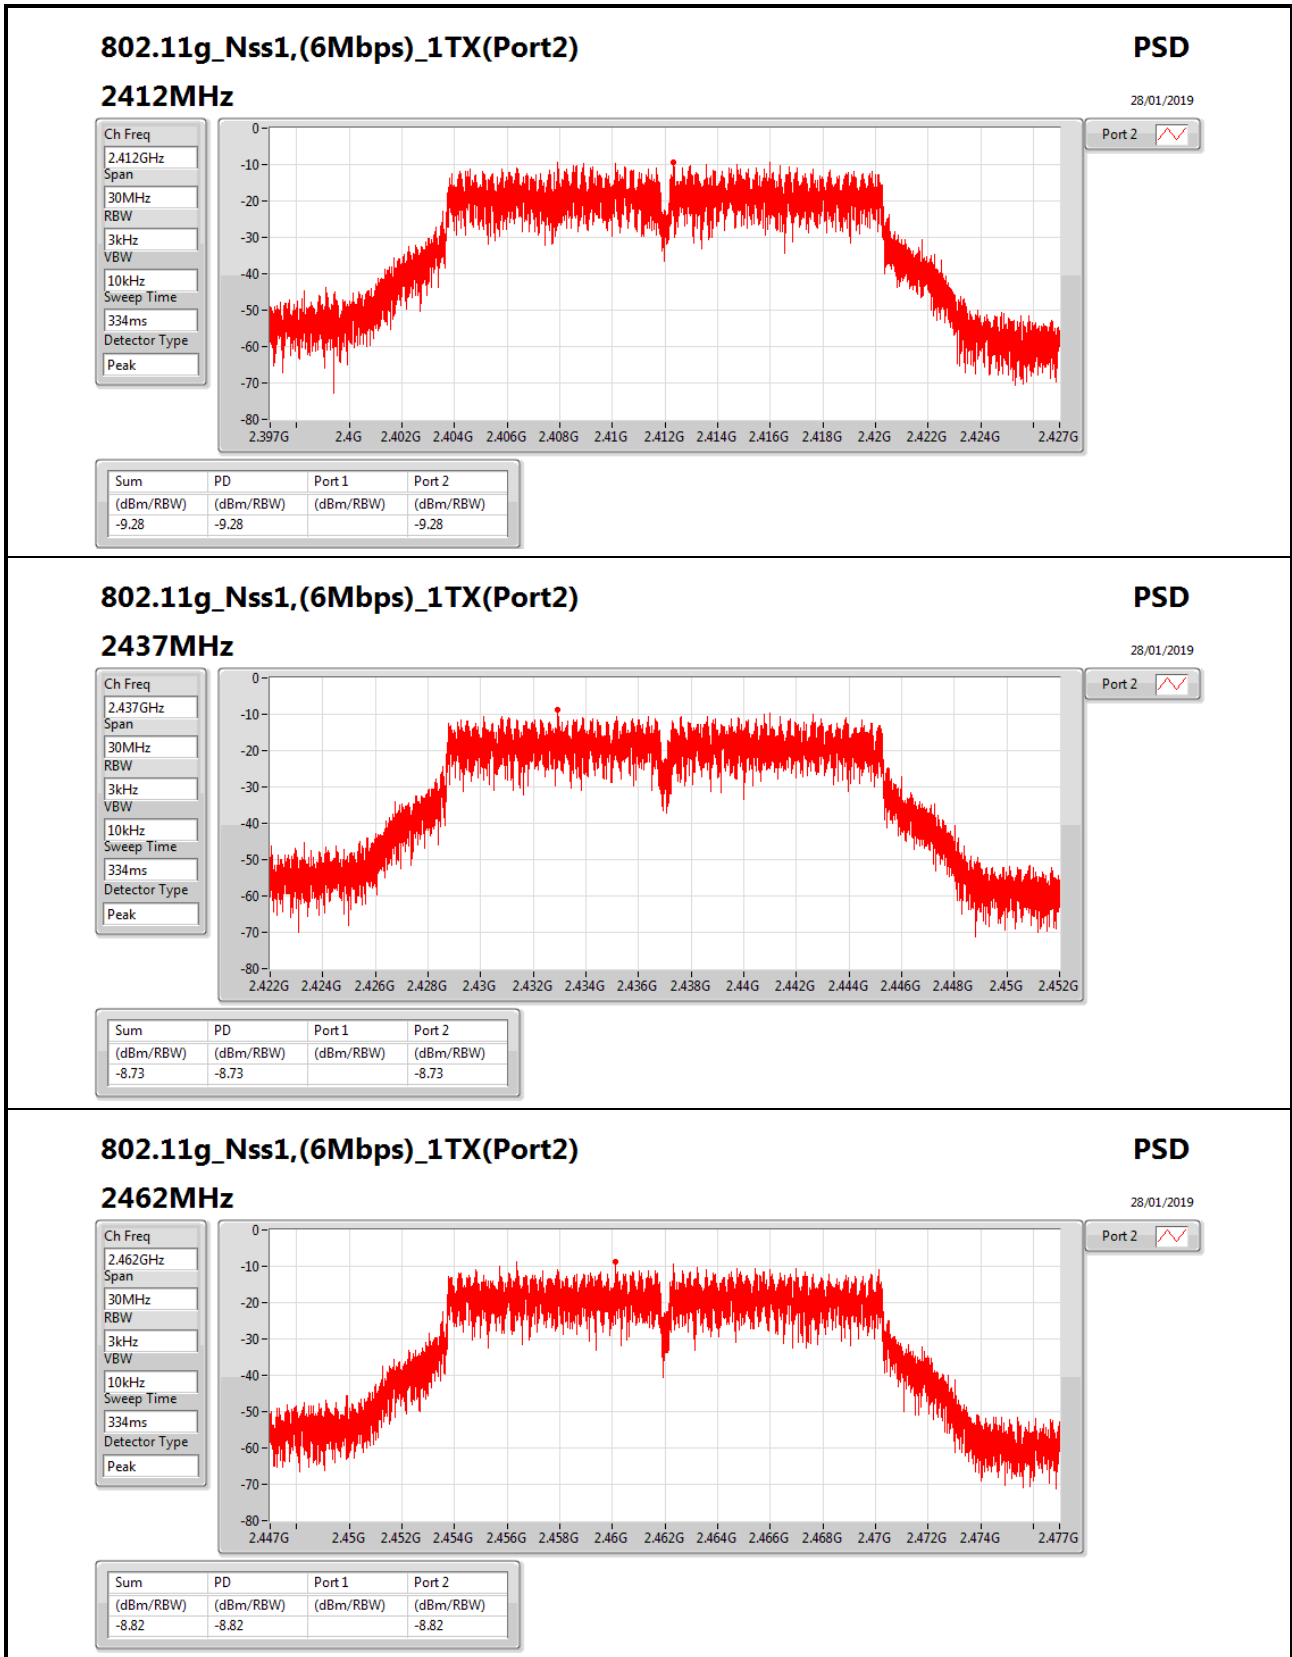 802.11g_Nss1,(6Mbps)_1TX(Port2) PSD
2412MHz 28/01/2019
Ch Freq
2.412GHz
Span
30MHz
RBW
3kHz
VBW
10kHz
Sweep Time
334ms
Detector Type
Peak
0
-10
-20
-30
-40
-50
-60
-70
-80
2.397G 2.4G 2.402G 2.404G 2.406G 2.408G 2.41G 2.412G 2.414G 2.416G 2.418G 2.42G 2.422G 2.424G 2.427G
Port 2
Sum PD Port 1 Port 2
(dBm/RBW) (dBm/RBW) (dBm/RBW) (dBm/RBW)
-9.28 -9.28 -9.28
802.11g_Nss1,(6Mbps)_1TX(Port2) PSD
2437MHz 28/01/2019
Ch Freq
2.437GHz
Span
30MHz
RBW
3kHz
VBW
10kHz
Sweep Time
334ms
Detector Type
Peak
0
-10
-20
-30
-40
-50
-60
-70
-80
2.422G 2.424G 2.426G 2.428G 2.43G 2.432G 2.434G 2.436G 2.438G 2.44G 2.442G 2.444G 2.446G 2.448G 2.45G 2.452G
Port 2
Sum PD Port 1 Port 2
(dBm/RBW) (dBm/RBW) (dBm/RBW) (dBm/RBW)
-8.73 -8.73 -8.73
802.11g_Nss1,(6Mbps)_1TX(Port2) PSD
2462MHz 28/01/2019
Ch Freq
2.462GHz
Span
30MHz
RBW
3kHz
VBW
10kHz
Sweep Time
334ms
Detector Type
Peak
0
-10
-20
-30
-40
-50
-60
-70
-80
2.447G 2.45G 2.452G 2.454G 2.456G 2.458G 2.46G 2.462G 2.464G 2.466G 2.468G 2.47G 2.472G 2.474G 2.477G
Port 2
Sum PD Port 1 Port 2
(dBm/RBW) (dBm/RBW) (dBm/RBW) (dBm/RBW)
-8.82 -8.82 -8.82